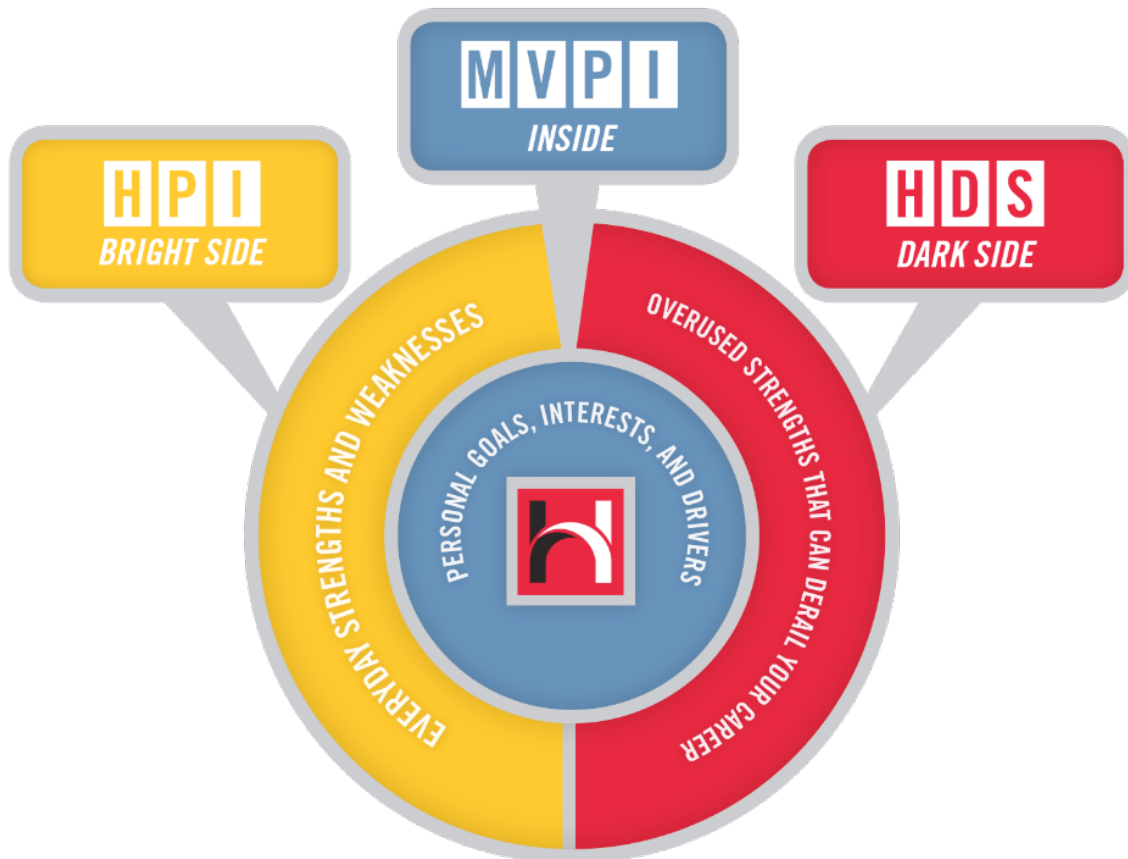 MVPI
INSIDE
HPI
BRIGHT SIDE
HDS
DARK SIDE
EVERYDAY STRENGTHS AND WEAKNESSES
PERSONAL GOALS, INTERESTS, AND DRIVERS
OVERUSED STRENGTHS THAT CAN DERAIL YOUR CAREER